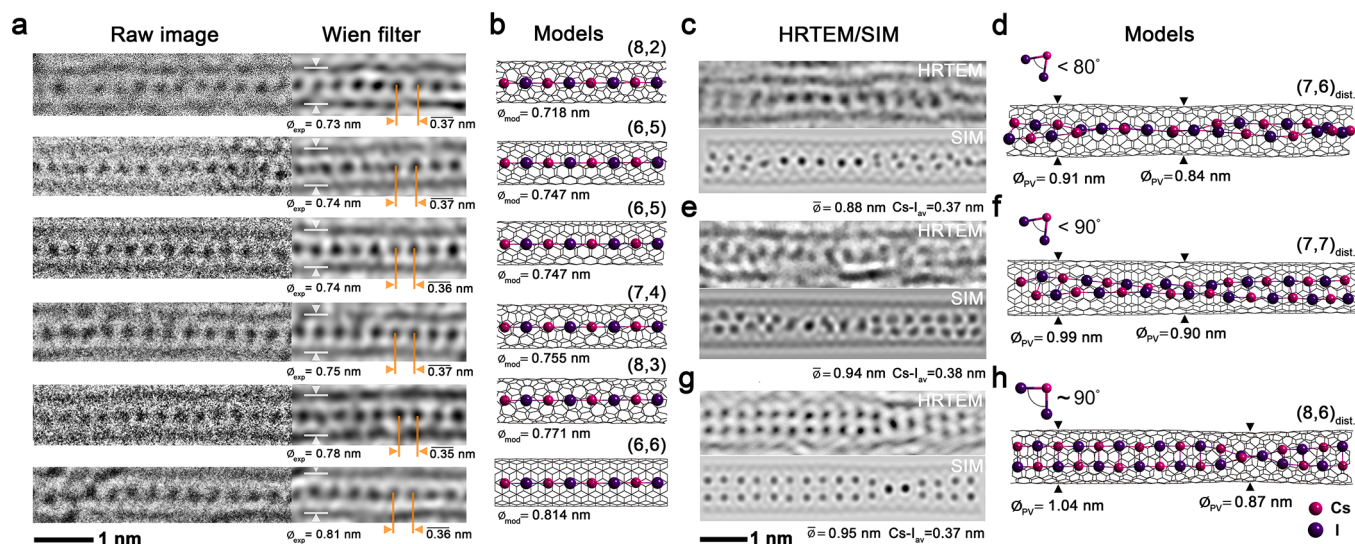 a
Raw image
Wien filter
b
Models
c
HRTEM/SIM
d
Models
Ø_exp = 0.73 nm
0.37 nm
Ø_exp = 0.74 nm
0.37 nm
Ø_exp = 0.74 nm
0.36 nm
Ø_exp = 0.75 nm
0.37 nm
Ø_exp = 0.78 nm
0.35 nm
Ø_exp = 0.81 nm
0.36 nm
1 nm
(8,2)
Ø_mod = 0.718 nm
(6,5)
Ø_mod = 0.747 nm
(6,5)
Ø_mod = 0.747 nm
(7,4)
Ø_mod = 0.755 nm
(8,3)
Ø_mod = 0.771 nm
(6,6)
Ø_mod = 0.814 nm
HRTEM
SIM
ø̅ = 0.88 nm Cs-I_av=0.37 nm
< 80°
(7,6)dist.
Ø_PV= 0.91 nm
Ø_PV= 0.84 nm
e
HRTEM
SIM
ø̅ = 0.94 nm Cs-I_av=0.38 nm
f
< 90°
(7,7)dist.
Ø_PV= 0.99 nm
Ø_PV= 0.90 nm
g
HRTEM
SIM
1 nm
ø̅ = 0.95 nm Cs-I_av=0.37 nm
h
~ 90°
(8,6)dist.
Ø_PV= 1.04 nm
Ø_PV= 0.87 nm
Cs
I